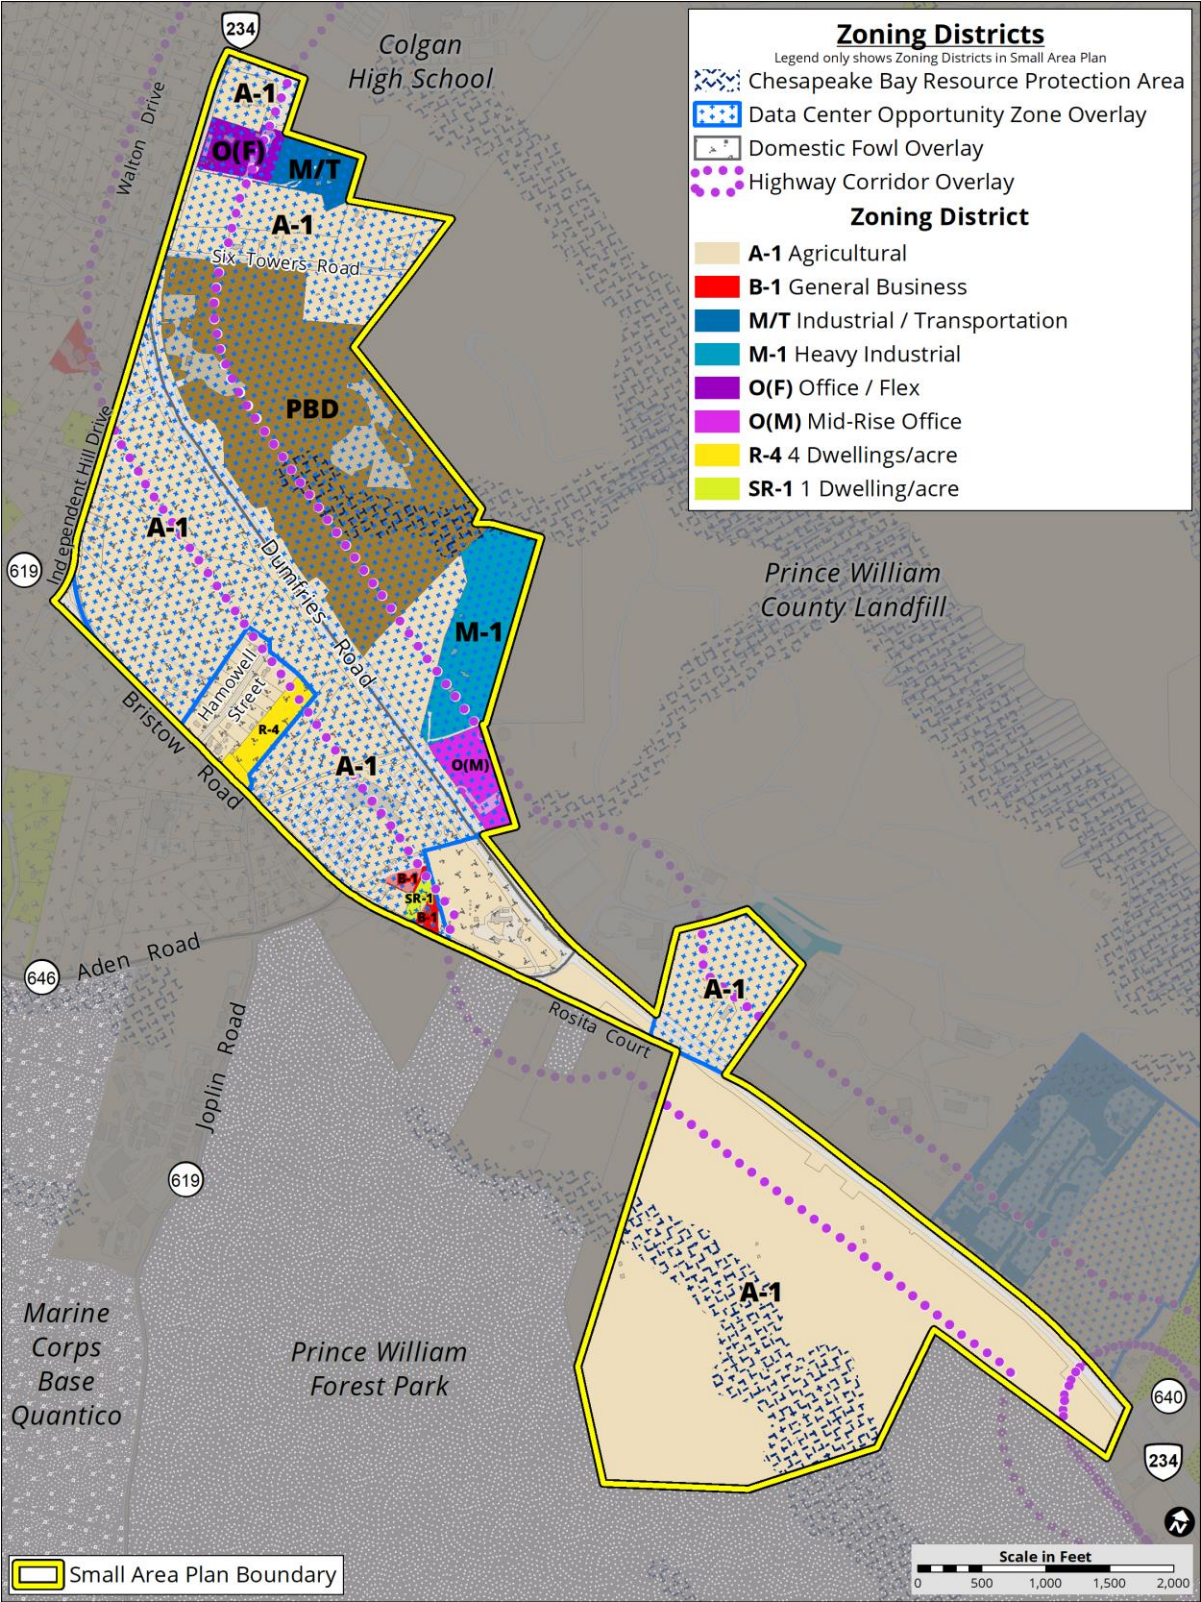 234
Colgan
High School
Walton Drive
A-1
O(F)
M/T
A-1
Six Towers Road
Zoning Districts
Legend only shows Zoning Districts in Small Area Plan
Chesapeake Bay Resource Protection Area
Data Center Opportunity Zone Overlay
Domestic Fowl Overlay
Highway Corridor Overlay
Zoning District
A-1 Agricultural
B-1 General Business
M/T Industrial / Transportation
M-1 Heavy Industrial
O(F) Office / Flex
O(M) Mid-Rise Office
R-4 4 Dwellings/acre
SR-1 1 Dwelling/acre
PBD
Independent Hill Drive
A-1
619
Dumfries Road
M-1
Prince William
County Landfill
Hamowell
Street
R-4
Bristow Road
A-1
O(M)
B-1
SR-1
B-1
646
Aden Road
A-1
Rosita Court
Joplin Road
619
A-1
Marine
Corps
Base
Quantico
Prince William
Forest Park
640
234
N
Small Area Plan Boundary
Scale in Feet
0 500 1,000 1,500 2,000